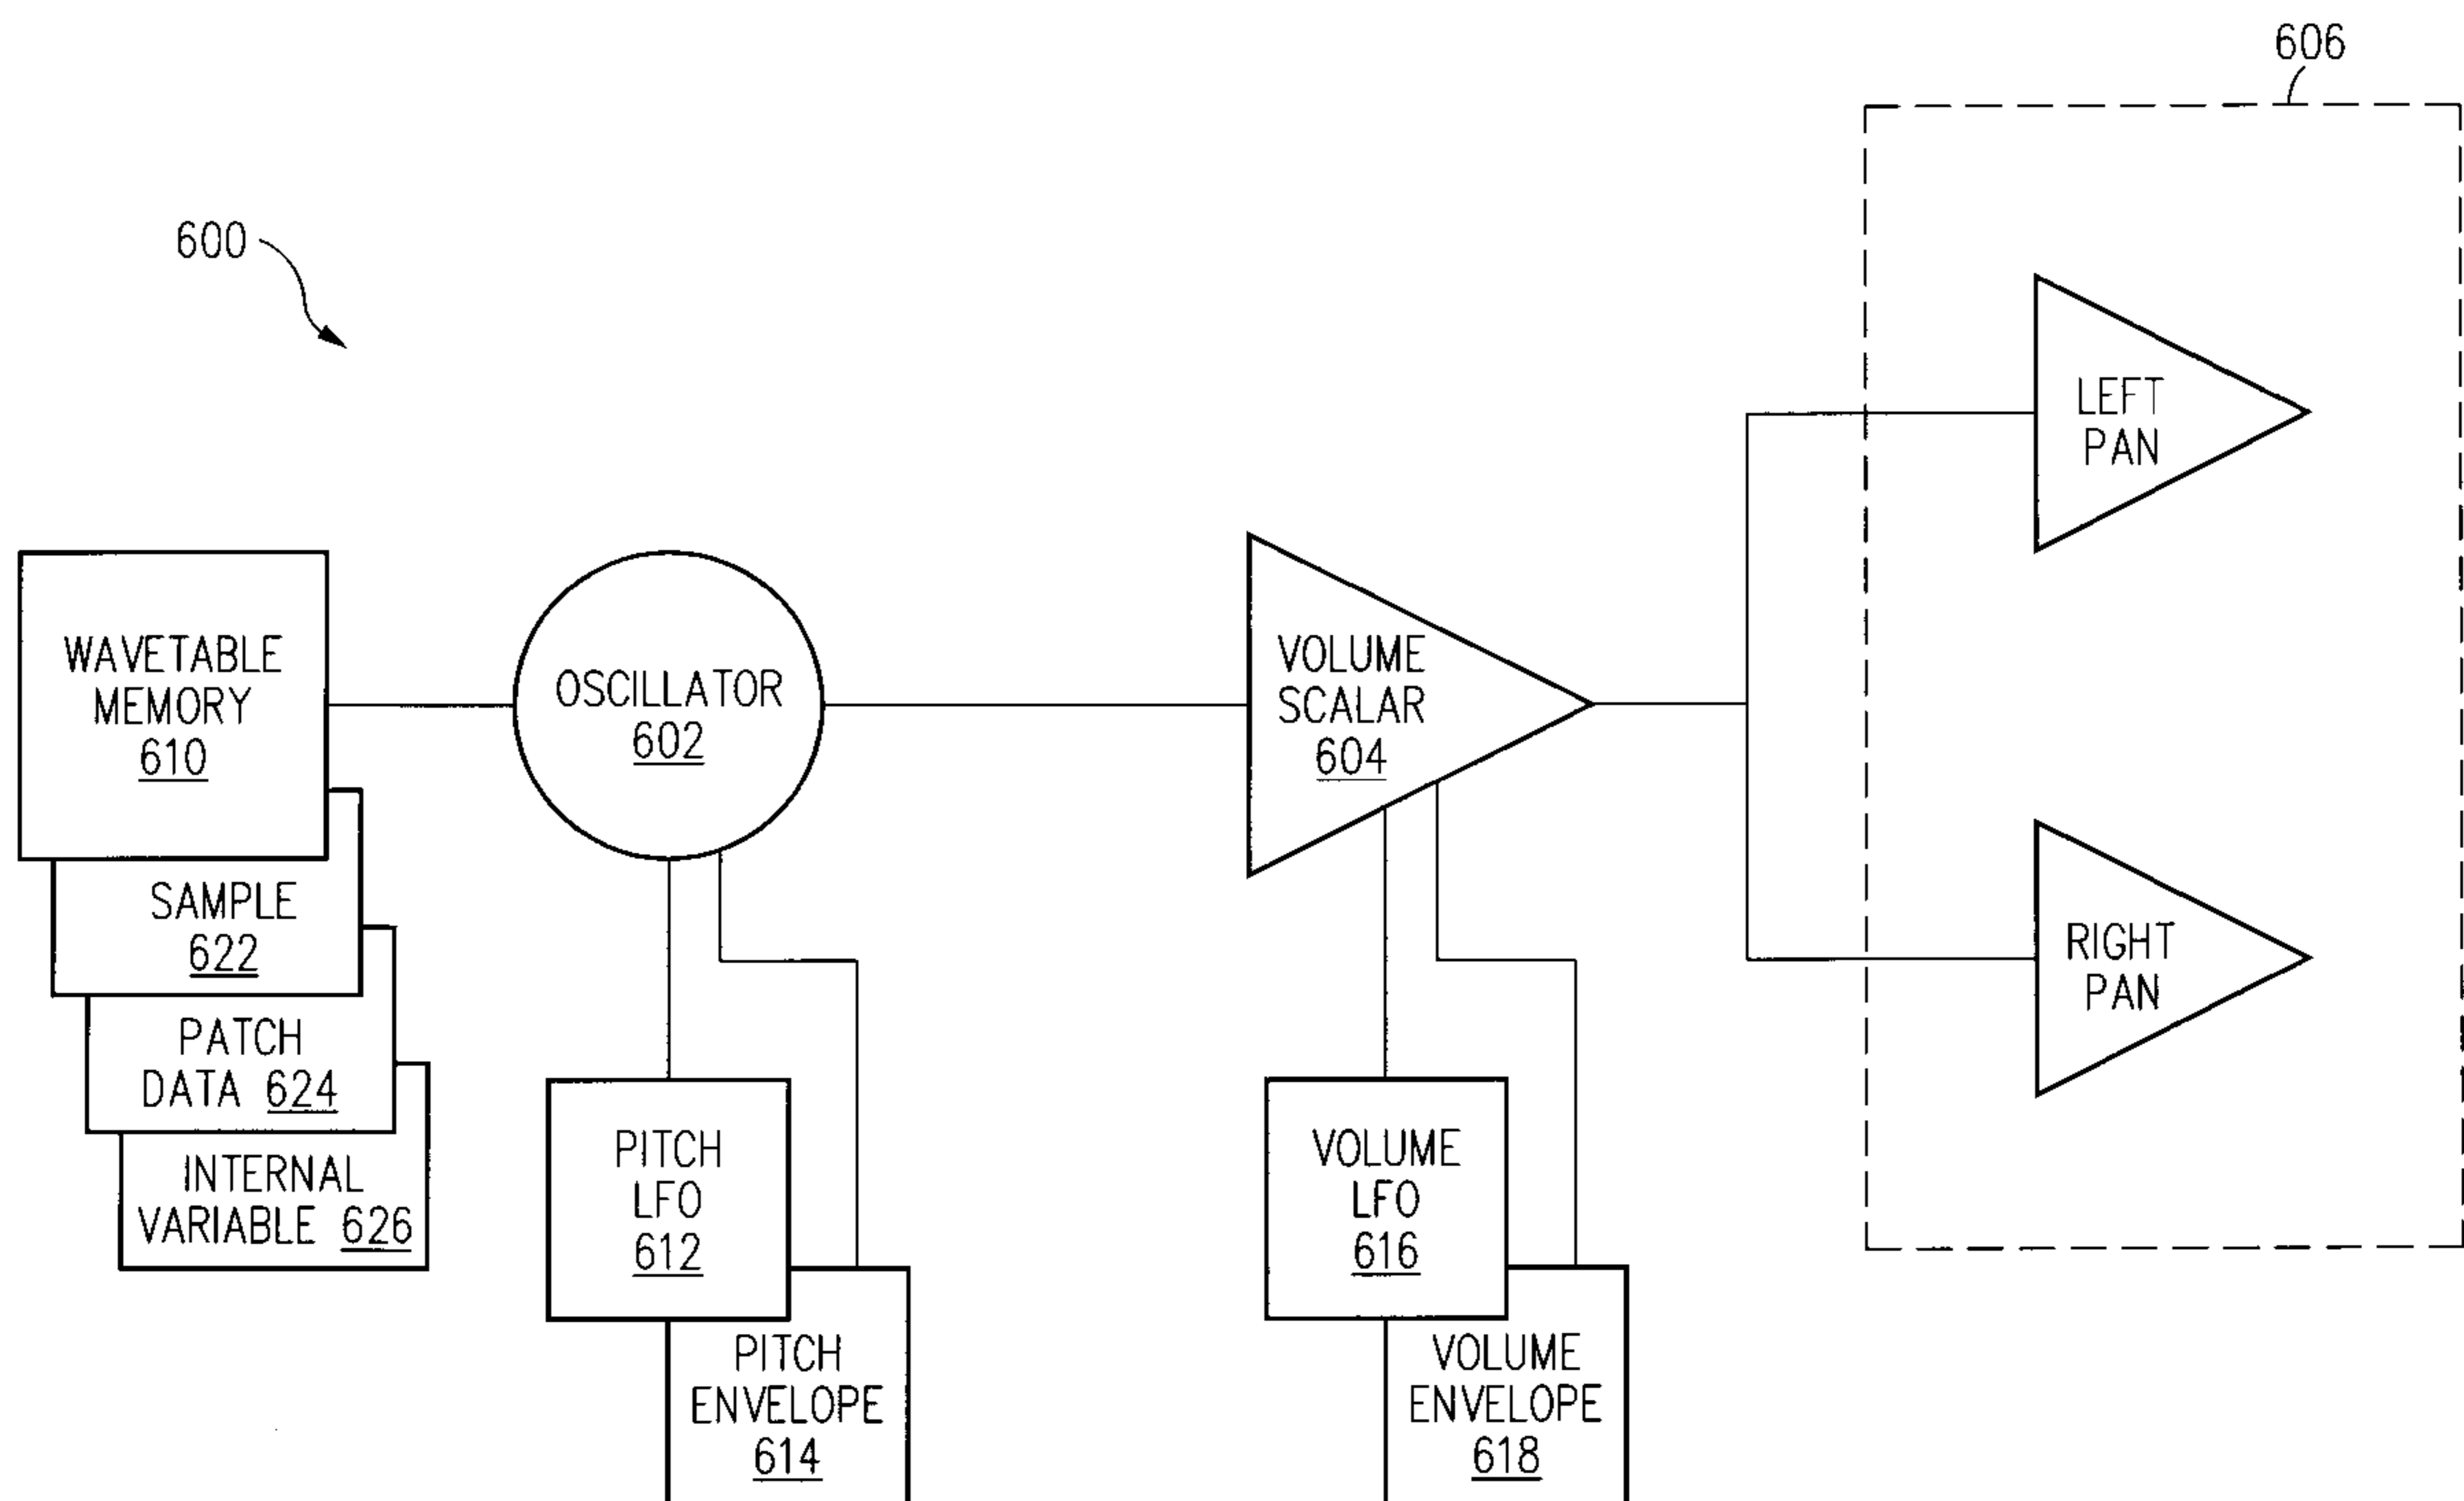 606
600
LEFT
PAN
WAVETABLE
MEMORY
610
OSCILLATOR
602
VOLUME
SCALAR
604
SAMPLE
622
PATCH
DATA 624
INTERNAL
VARIABLE 626
RIGHT
PAN
PITCH
LFO
612
VOLUME
LFO
616
PITCH
ENVELOPE
614
VOLUME
ENVELOPE
618